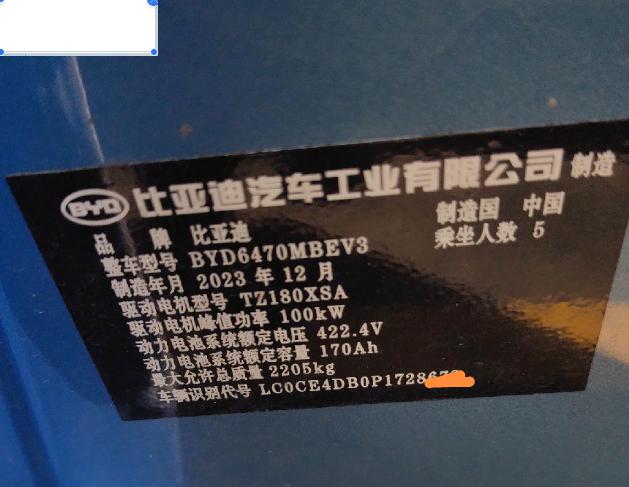 BYD 比亚迪汽车工业有限公司 制造
品牌 比亚迪 制造国 中国
整车型号 BYD6470MBEV3 乘坐人数 5
制造年月 2023 年 12 月
驱动电机型号 TZ180XSA
驱动电机峰值功率 100kW
动力电池系统额定电压 422.4V
动力电池系统额定容量 170Ah
最大允许总质量 2205kg
车辆识别代号 LC0CE4DB0P1728